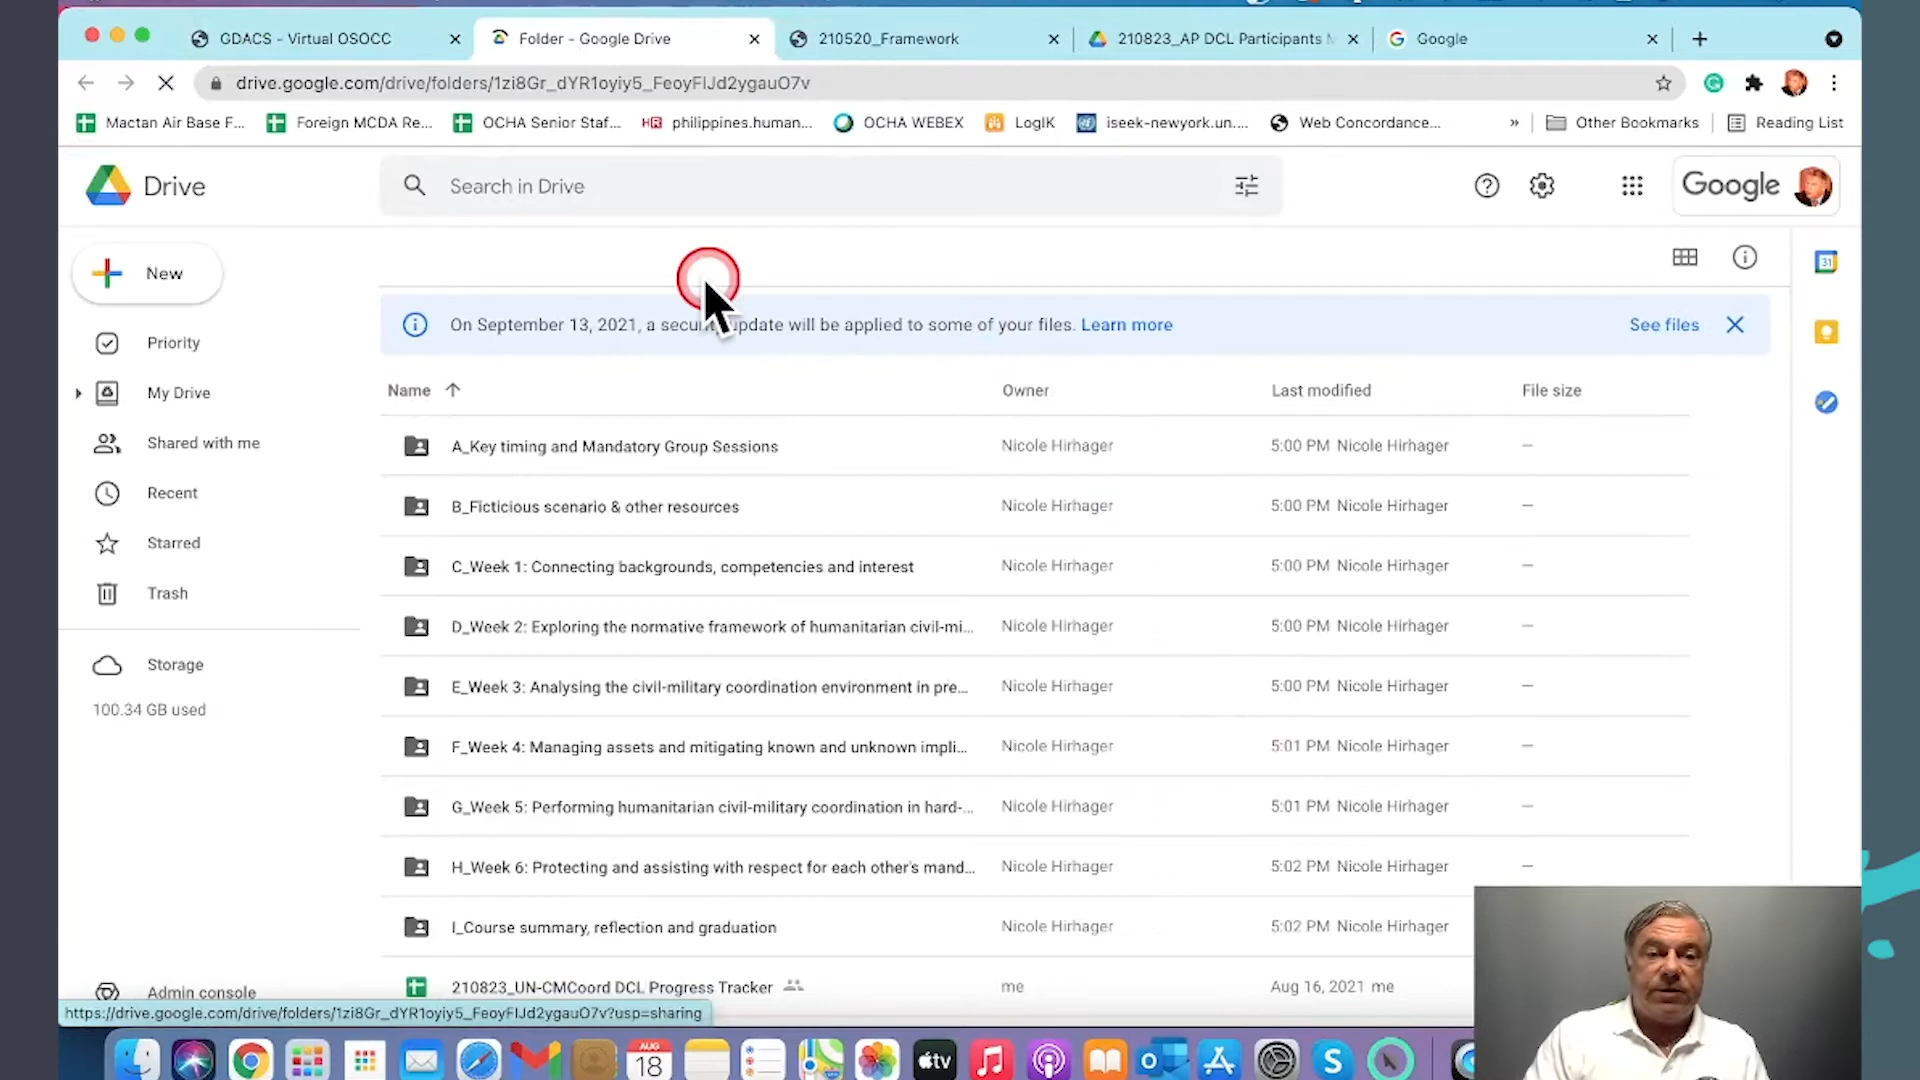 GDACS - Virtual OSOCC
Folder - Google Drive
210520_Framework
210823_AP DCL Participants M
Google
drive.google.com/drive/folders/1zi8Gr_dYR1oyiy5_FeoyFIJd2ygauO7v
Mactan Air Base F...
Foreign MCDA Re...
OCHA Senior Staf...
HR philippines.human...
OCHA WEBEX
LogIK
iseek-newyork.un....
Web Concordance...
»
Other Bookmarks
Reading List
Drive
Search in Drive
Google
New
On September 13, 2021, a security update will be applied to some of your files. Learn more
See files
Priority
My Drive
Shared with me
Recent
Starred
Trash
Storage
100.34 GB used
Admin console
Name
Owner
Last modified
File size
A_Key timing and Mandatory Group Sessions Nicole Hirhager 5:00 PM Nicole Hirhager —
B_Ficticious scenario & other resources Nicole Hirhager 5:00 PM Nicole Hirhager —
C_Week 1: Connecting backgrounds, competencies and interest Nicole Hirhager 5:00 PM Nicole Hirhager —
D_Week 2: Exploring the normative framework of humanitarian civil-mi... Nicole Hirhager 5:00 PM Nicole Hirhager —
E_Week 3: Analysing the civil-military coordination environment in pre... Nicole Hirhager 5:00 PM Nicole Hirhager —
F_Week 4: Managing assets and mitigating known and unknown impli... Nicole Hirhager 5:01 PM Nicole Hirhager —
G_Week 5: Performing humanitarian civil-military coordination in hard-... Nicole Hirhager 5:01 PM Nicole Hirhager —
H_Week 6: Protecting and assisting with respect for each other's mand... Nicole Hirhager 5:02 PM Nicole Hirhager —
I_Course summary, reflection and graduation Nicole Hirhager 5:02 PM Nicole Hirhager
210823_UN-CMCoord DCL Progress Tracker me Aug 16, 2021 me
https://drive.google.com/drive/folders/1zi8Gr_dYR1oyiy5_FeoyFIJd2ygauO7v?usp=sharing
31
AUG
18
tv